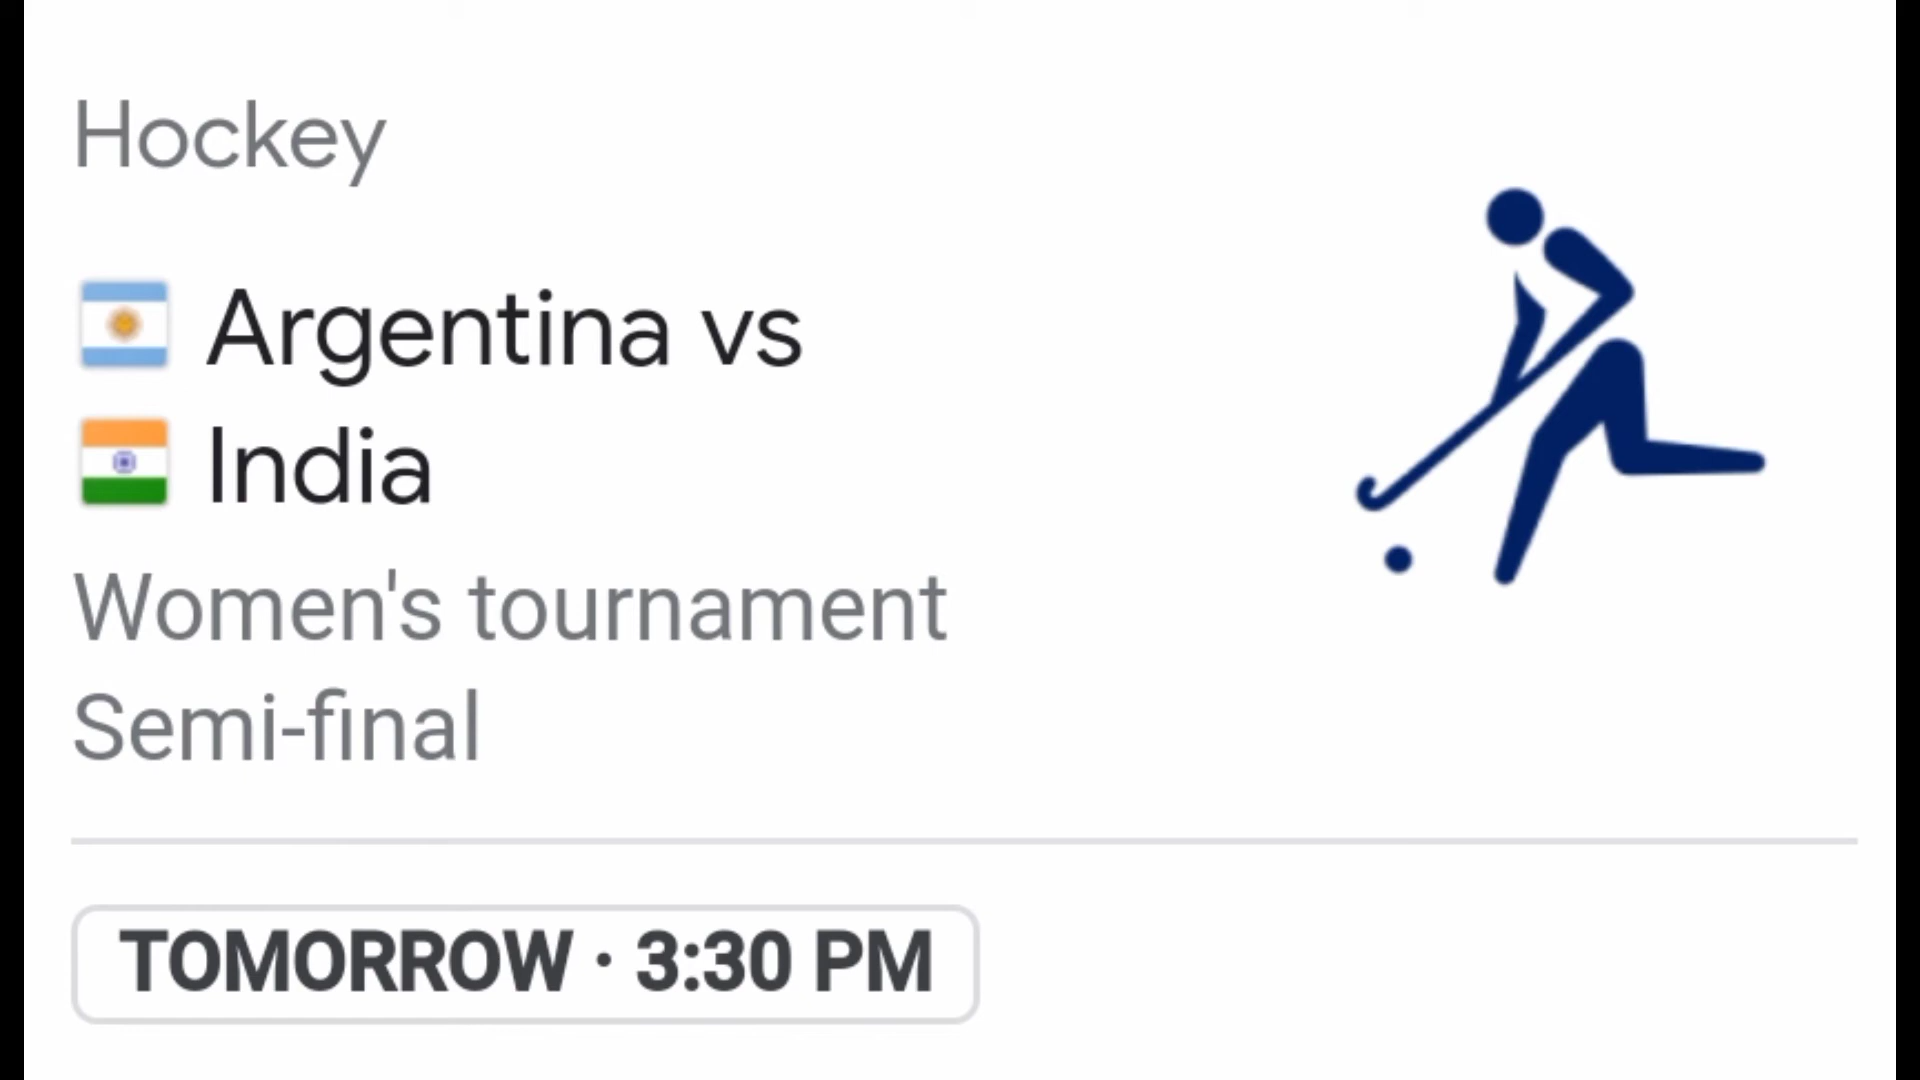 Hockey
Argentina vs
India
Women's tournament
Semi-final
TOMORROW · 3:30 PM